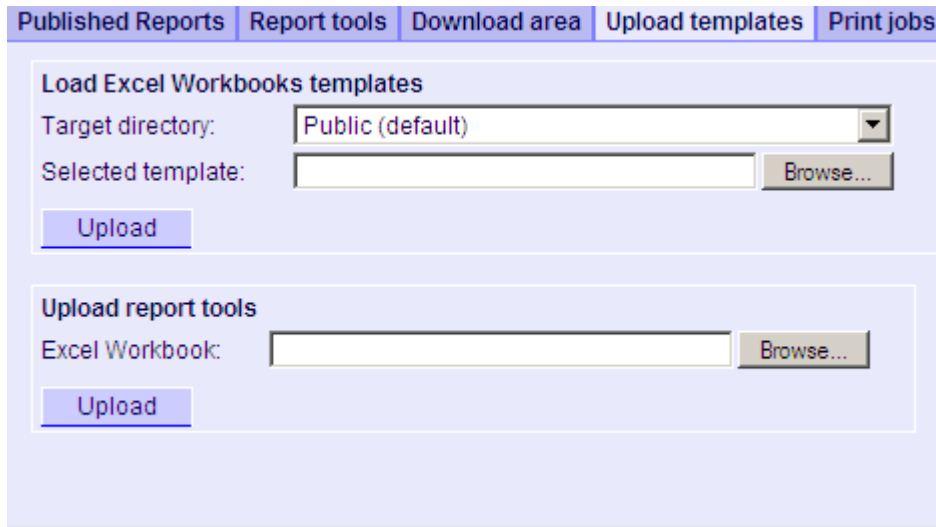 Published Reports Report tools Download area Upload templates Print jobs
Load Excel Workbooks templates
Target directory: Public (default)
Selected template: Browse...
Upload
Upload report tools
Excel Workbook: Browse...
Upload